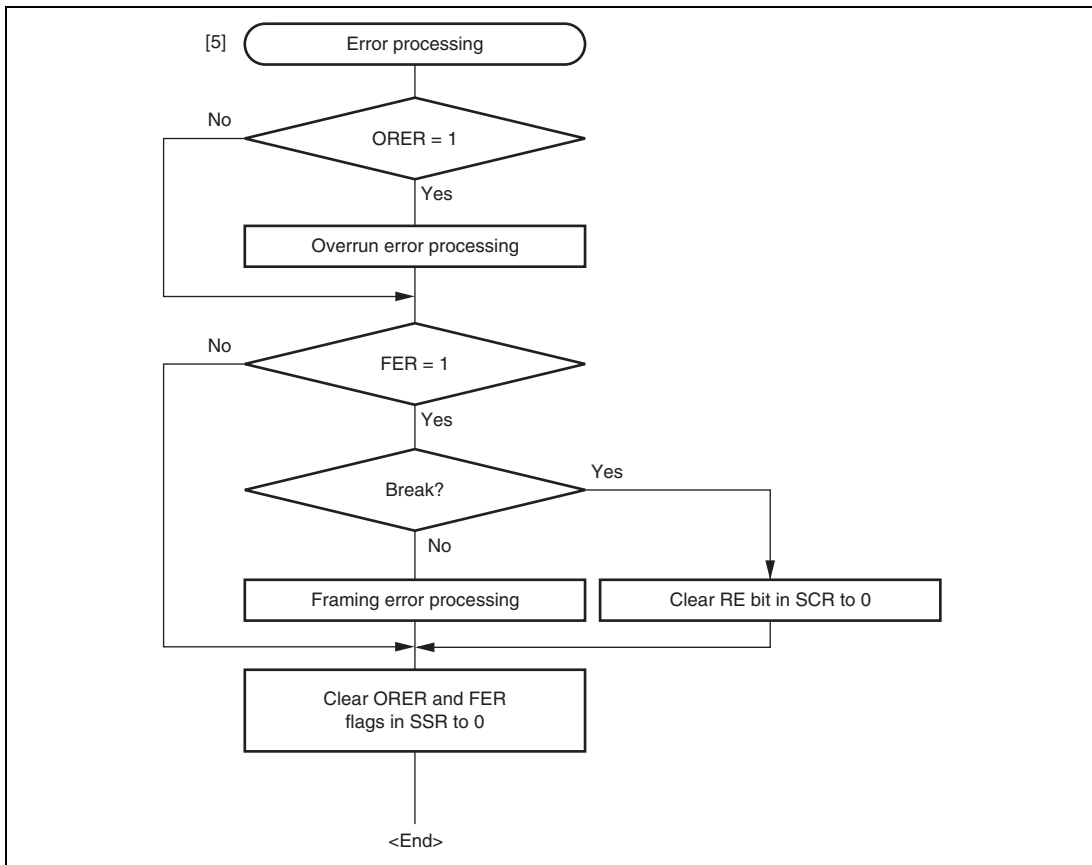 [5]
Error processing
No
ORER = 1
Yes
Overrun error processing
No
FER = 1
Yes
Break?
Yes
No
Framing error processing
Clear RE bit in SCR to 0
Clear ORER and FER
flags in SSR to 0
<End>